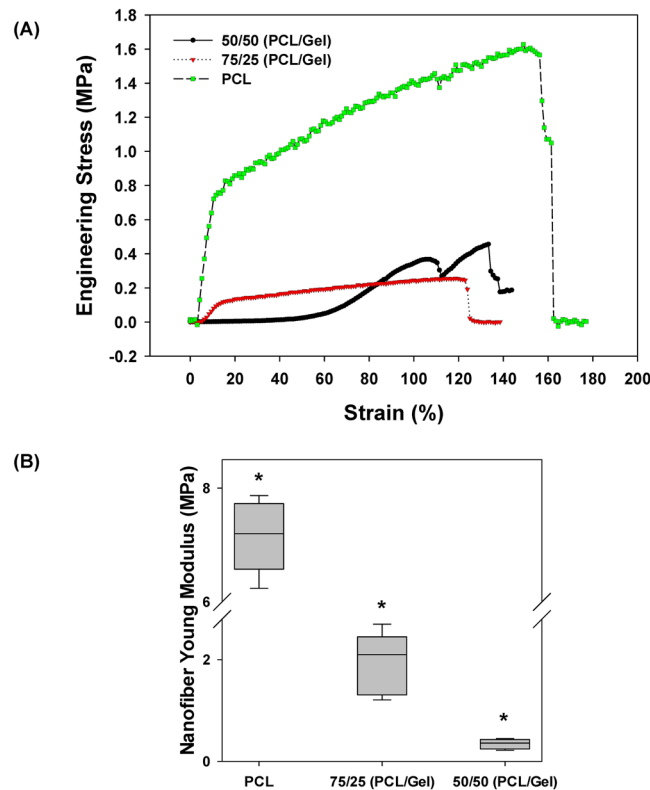 (A)
50/50 (PCL/Gel)
75/25 (PCL/Gel)
PCL
Engineering Stress (MPa)
1.8
1.6
1.4
1.2
1.0
0.8
0.6
0.4
0.2
0.0
-0.2
0 20 40 60 80 100 120 140 160 180 200
Strain (%)
(B)
Nanofiber Young Modulus (MPa)
8
6
2
0
*
*
*
PCL 75/25 (PCL/Gel) 50/50 (PCL/Gel)